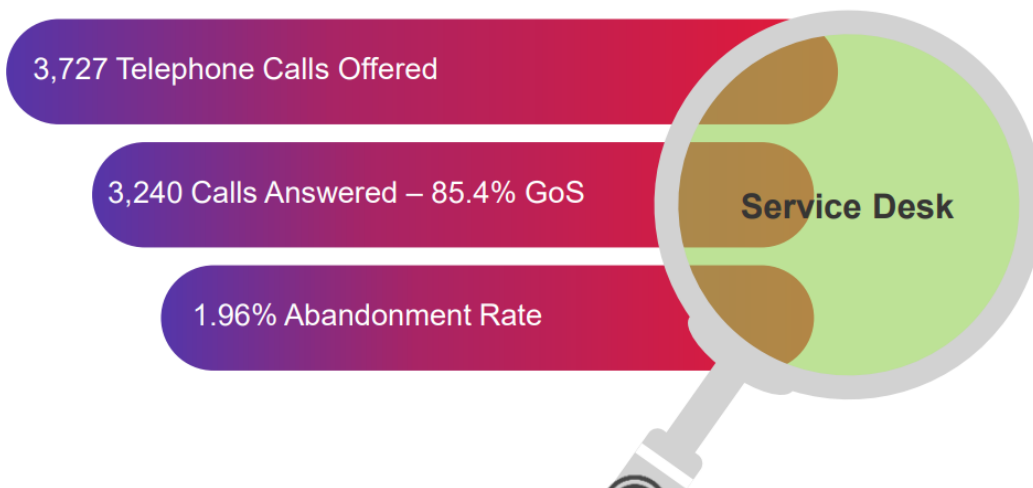 3,727 Telephone Calls Offered
3,240 Calls Answered – 85.4% GoS
Service Desk
1.96% Abandonment Rate